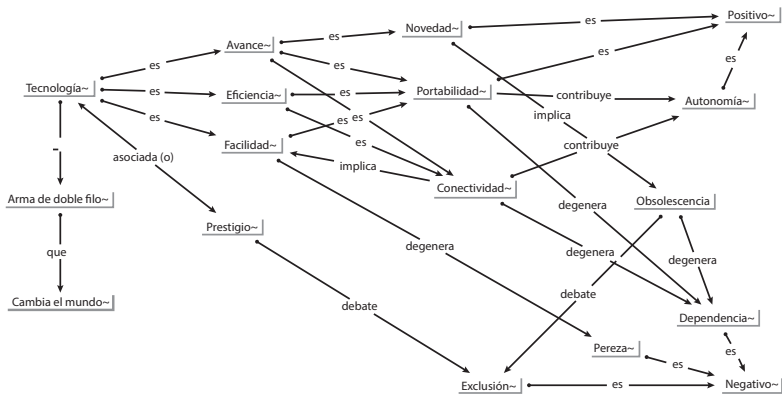 Positivo~
Novedad~
es
es
Avance~
es
es
es
es
Tecnología~
es
Eficiencia~
es
Portabilidad~
contribuye
Autonomía~
es
es
es
implica
Facilidad~
es
contribuye
–
asociada (o)
implica
Conectividad~
Arma de doble filo~
degenera
Obsolescencia
Prestigio~
que
degenera
degenera
degenera
debate
Cambia el mundo~
debate
Dependencia~
Pereza~
es
es
Exclusión~
es
Negativo~